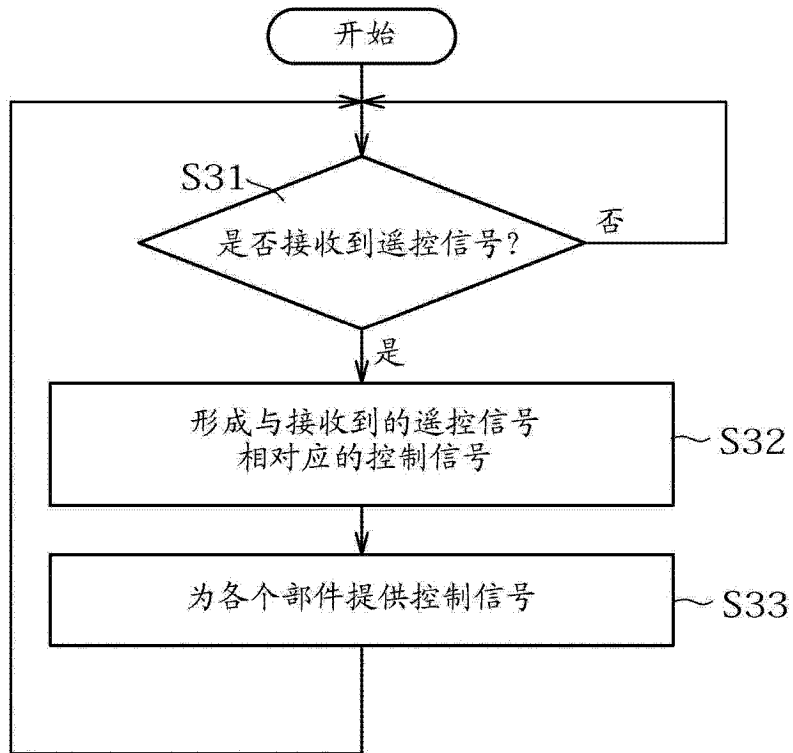 开始
S31
是否接收到遥控信号?
否
是
形成与接收到的遥控信号
相对应的控制信号
S32
为各个部件提供控制信号
S33